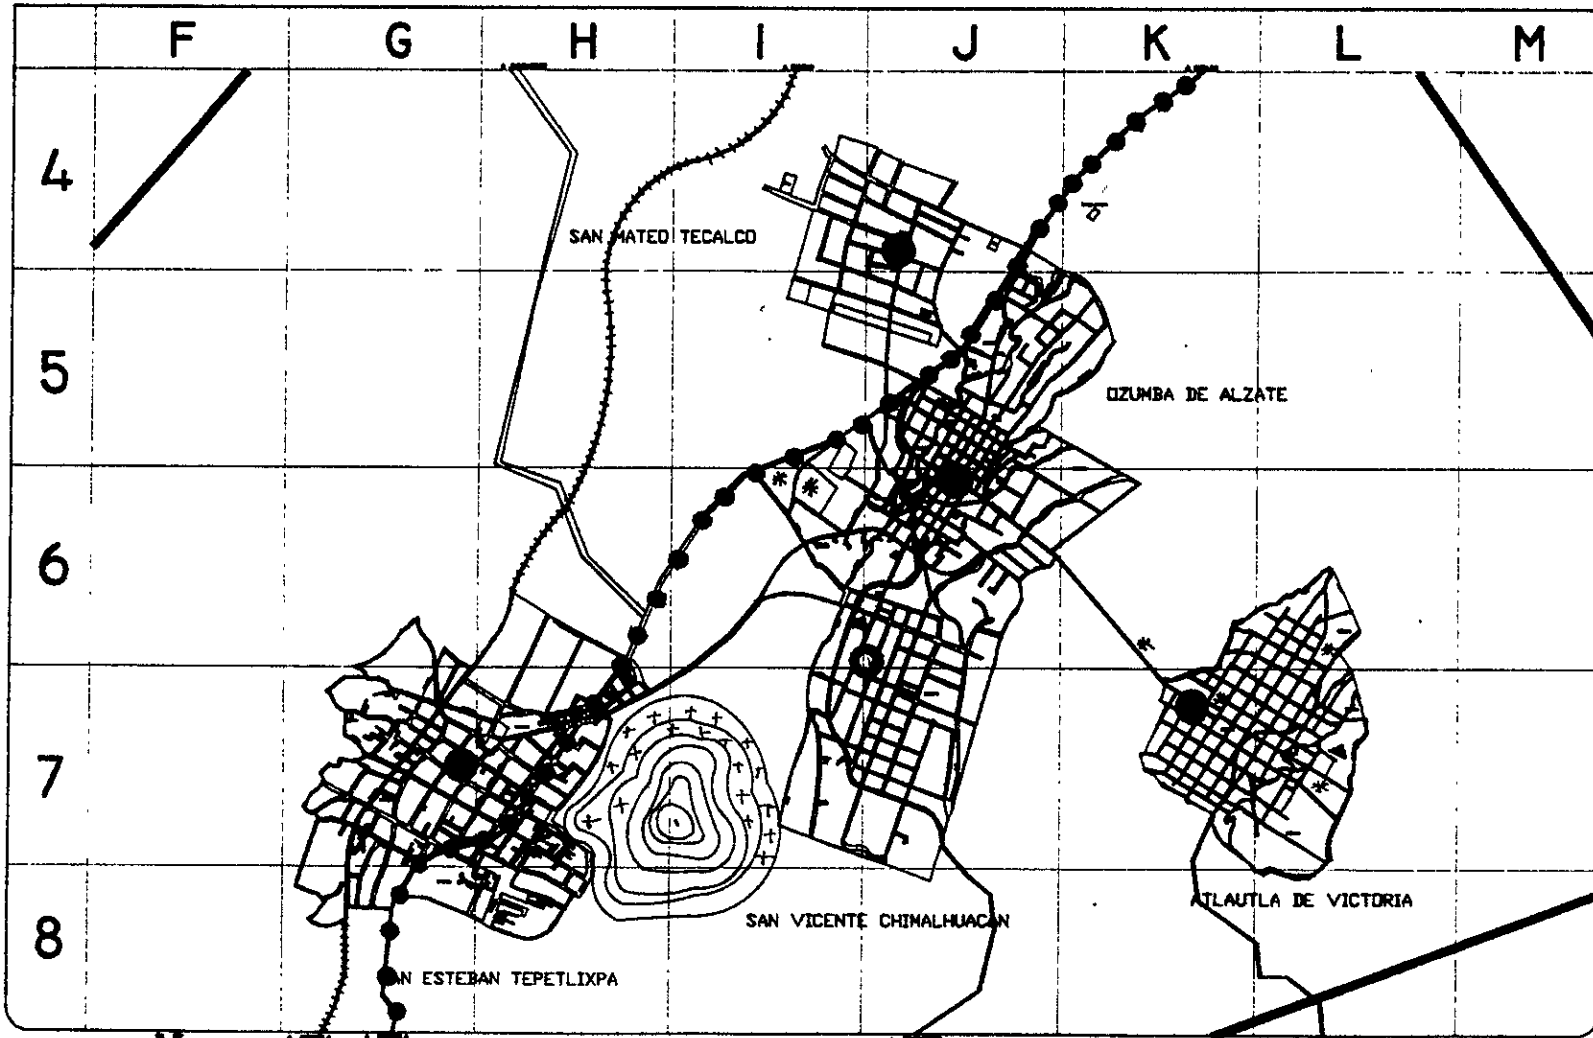 F G H I J K L M
4
SAN MATEO TECALCO
5
OZUMBA DE ALZATE
6
7
ATLAUTLA DE VICTORIA
SAN VICENTE CHIMALHUACAN
8
AN ESTEBAN TEPETLIXPA